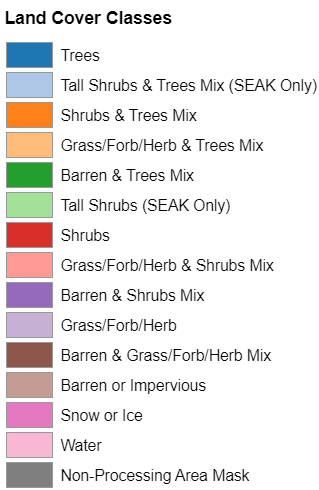 Land Cover Classes
Trees
Tall Shrubs & Trees Mix (SEAK Only)
Shrubs & Trees Mix
Grass/Forb/Herb & Trees Mix
Barren & Trees Mix
Tall Shrubs (SEAK Only)
Shrubs
Grass/Forb/Herb & Shrubs Mix
Barren & Shrubs Mix
Grass/Forb/Herb
Barren & Grass/Forb/Herb Mix
Barren or Impervious
Snow or Ice
Water
Non-Processing Area Mask